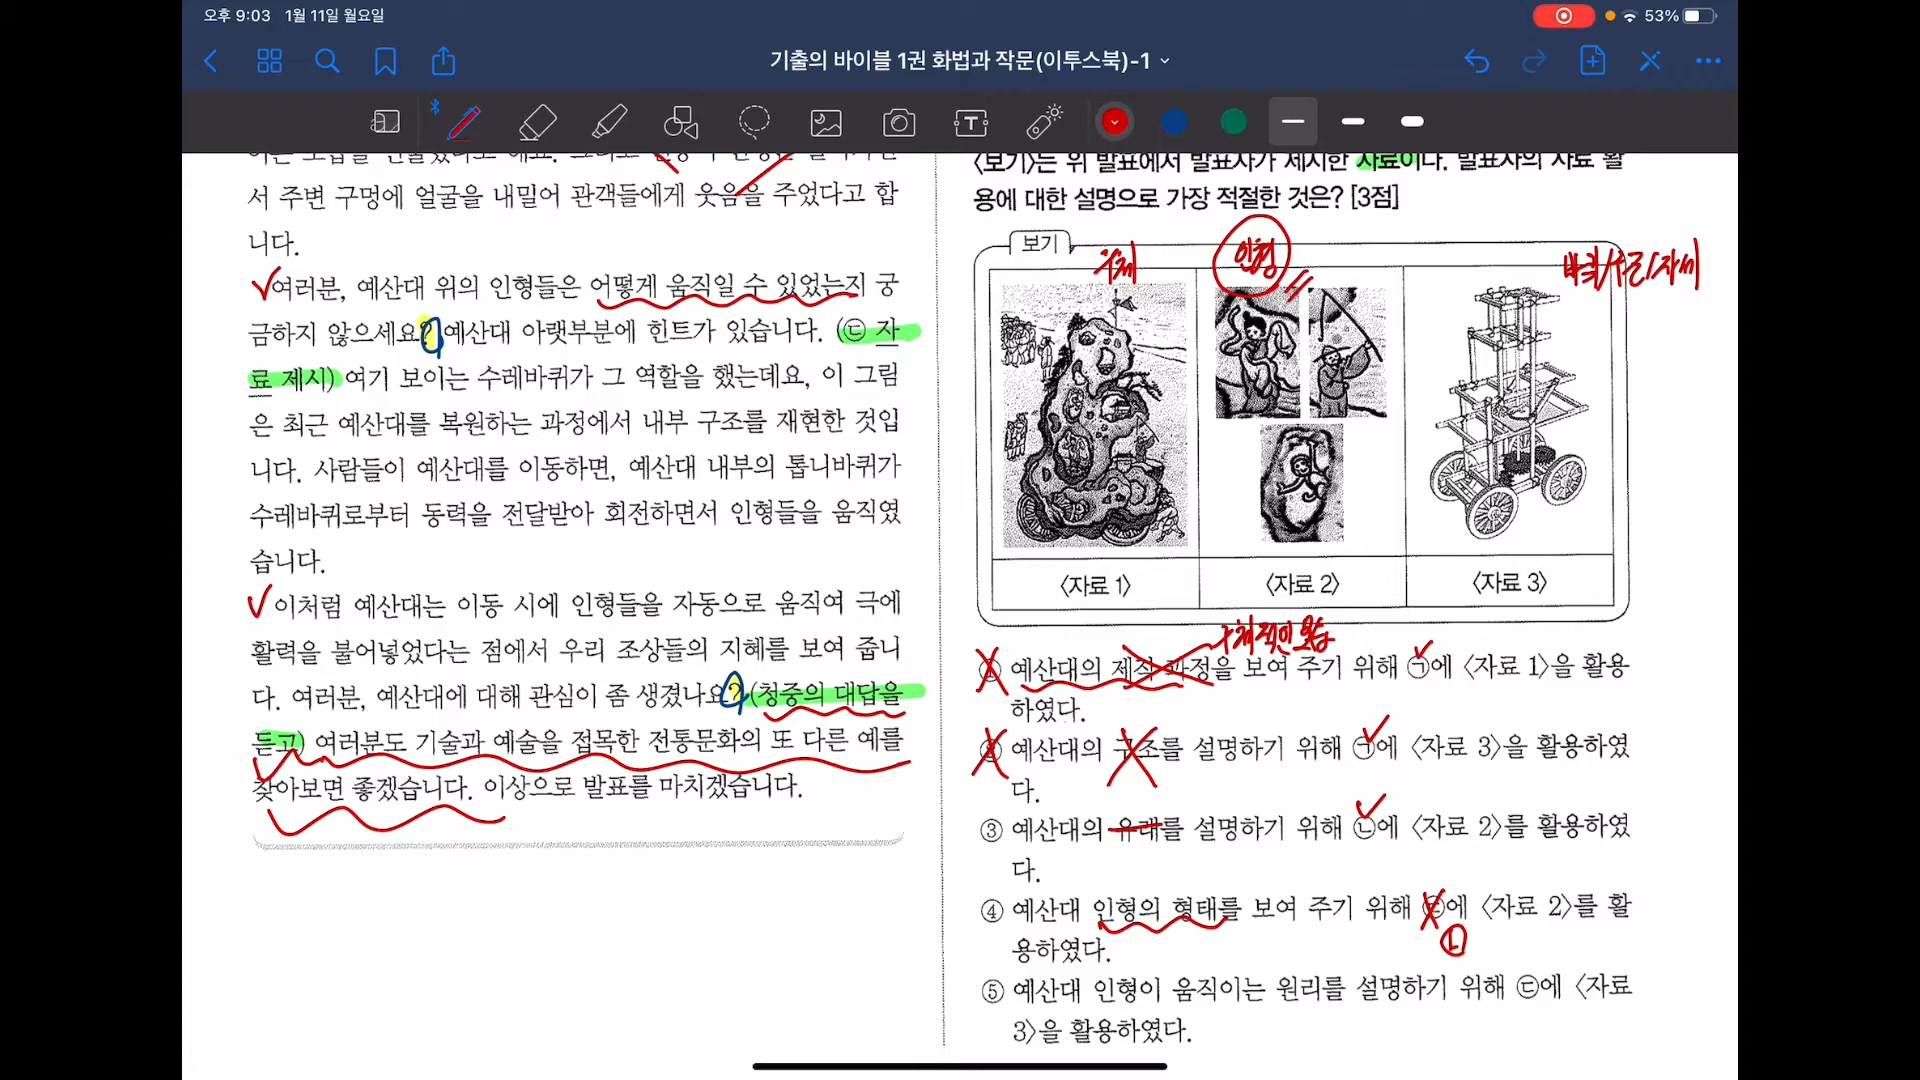 오후 9:03 1월 11일 월요일
53%
기출의 바이블 1권 화법과 작문(이투스북)-1
T
서 주변 구멍에 얼굴을 내밀어 관객들에게 웃음을 주었다고 합
니다.
여러분, 예산대 위의 인형들은 어떻게 움직일 수 있었는지 궁
금하지 않으세요? 예산대 아랫부분에 힌트가 있습니다. (㉢ 자
료 제시) 여기 보이는 수레바퀴가 그 역할을 했는데요, 이 그림
은 최근 예산대를 복원하는 과정에서 내부 구조를 재현한 것입
니다. 사람들이 예산대를 이동하면, 예산대 내부의 톱니바퀴가
수레바퀴로부터 동력을 전달받아 회전하면서 인형들을 움직였
습니다.
이처럼 예산대는 이동 시에 인형들을 자동으로 움직여 극에
활력을 불어넣었다는 점에서 우리 조상들의 지혜를 보여 줍니
다. 여러분, 예산대에 대해 관심이 좀 생겼나요? (청중의 대답을
듣고) 여러분도 기술과 예술을 접목한 전통문화의 또 다른 예를
찾아보면 좋겠습니다. 이상으로 발표를 마치겠습니다.
〈보기〉는 위 발표에서 발표자가 제시한 자료이다. 발표자의 자료 활
용에 대한 설명으로 가장 적절한 것은? [3점]
보기
인형
〈자료 1〉 〈자료 2〉 〈자료 3〉
구체적인 모습
① 예산대의 제작 과정을 보여 주기 위해 ㉠에 〈자료 1〉을 활용
하였다.
② 예산대의 구조를 설명하기 위해 ㉠에 〈자료 3〉을 활용하였
다.
③ 예산대의 유래를 설명하기 위해 ㉡에 〈자료 2〉를 활용하였
다.
④ 예산대 인형의 형태를 보여 주기 위해 ㉢에 〈자료 2〉를 활
㉡
용하였다.
⑤ 예산대 인형이 움직이는 원리를 설명하기 위해 ㉢에 〈자료
3〉을 활용하였다.